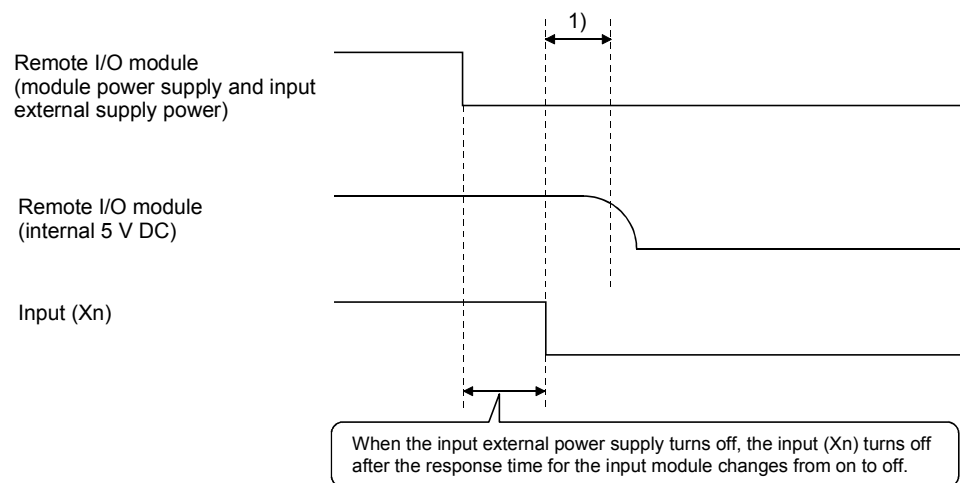 1)
Remote I/O module
(module power supply and input
external supply power)
Remote I/O module
(internal 5 V DC)
Input (Xn)
When the input external power supply turns off, the input (Xn) turns off
after the response time for the input module changes from on to off.